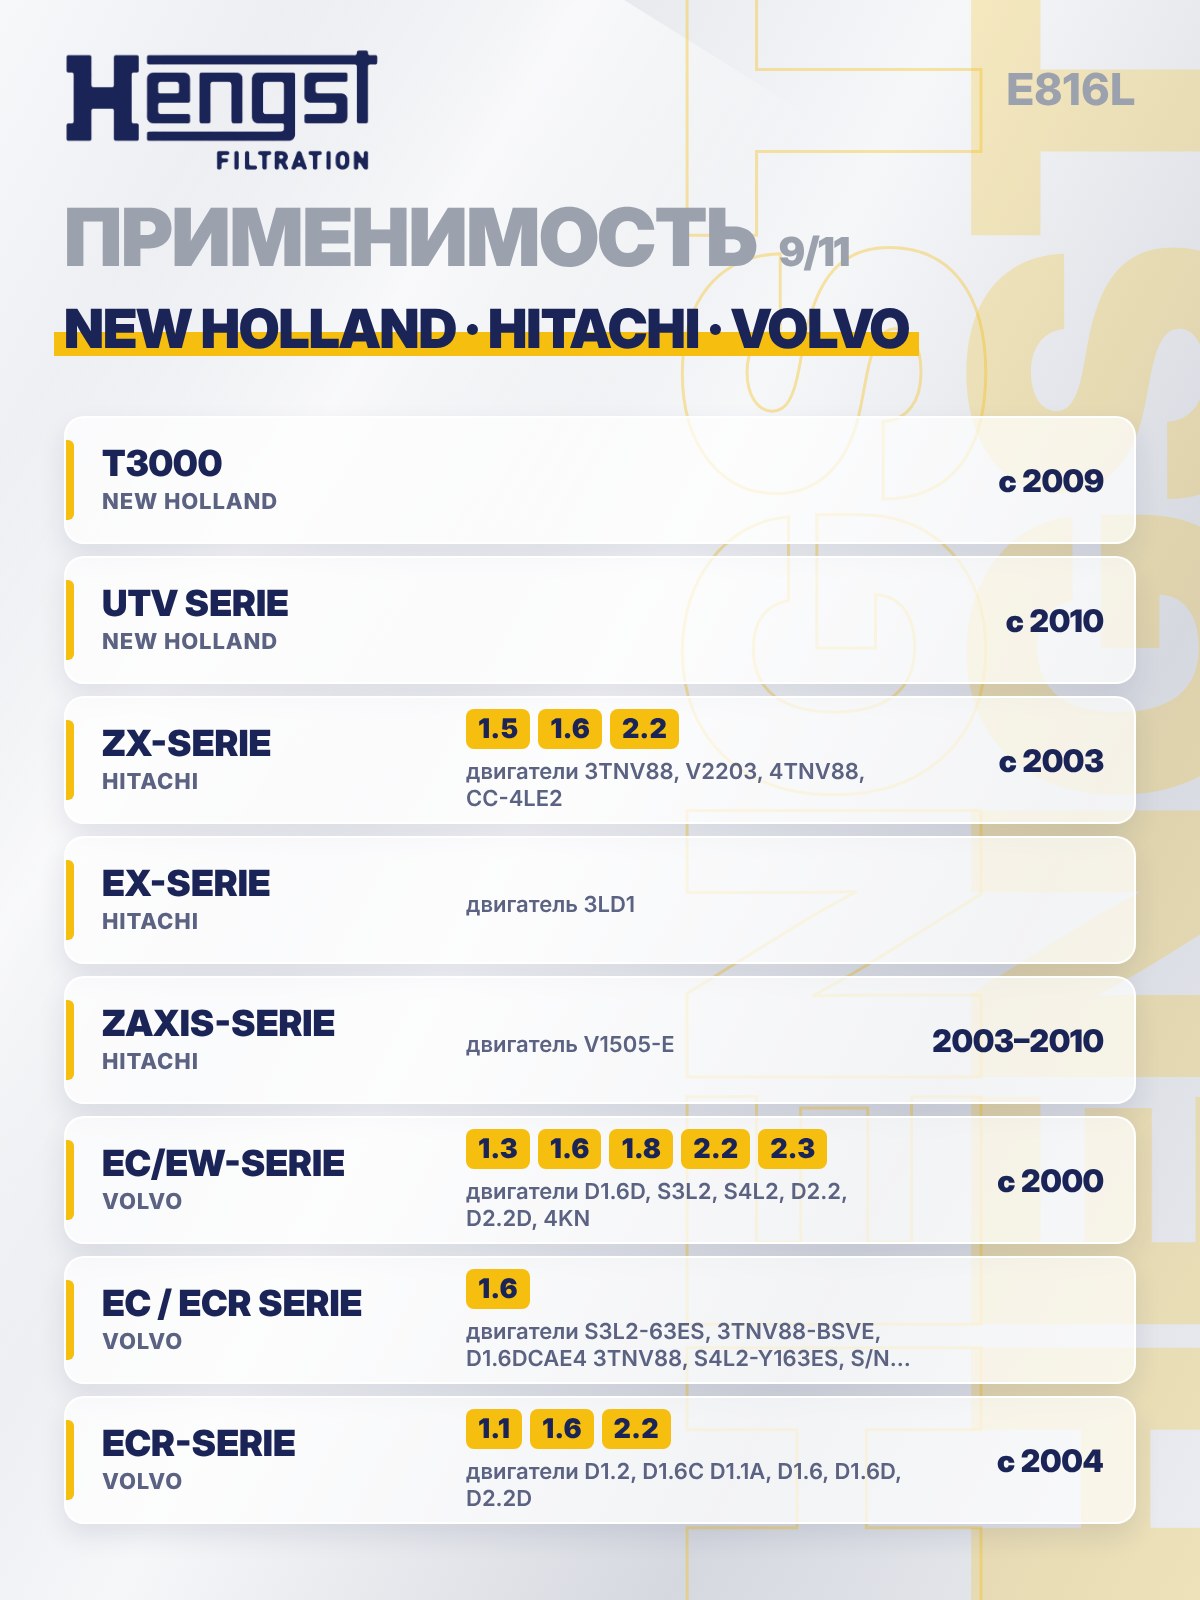 Hengst
FILTRATION
E816L
ПРИМЕНИМОСТЬ 9/11
NEW HOLLAND · HITACHI · VOLVO
T3000
NEW HOLLAND
с 2009
UTV SERIE
NEW HOLLAND
с 2010
ZX-SERIE
HITACHI
1.5 1.6 2.2
двигатели 3TNV88, V2203, 4TNV88,
CC-4LE2
с 2003
EX-SERIE
HITACHI
двигатель 3LD1
ZAXIS-SERIE
HITACHI
двигатель V1505-E
2003–2010
EC/EW-SERIE
VOLVO
1.3 1.6 1.8 2.2 2.3
двигатели D1.6D, S3L2, S4L2, D2.2,
D2.2D, 4KN
с 2000
EC / ECR SERIE
VOLVO
1.6
двигатели S3L2-63ES, 3TNV88-BSVE,
D1.6DCAE4 3TNV88, S4L2-Y163ES, S/N...
ECR-SERIE
VOLVO
1.1 1.6 2.2
двигатели D1.2, D1.6C D1.1A, D1.6, D1.6D,
D2.2D
с 2004
HENGST
HENGST